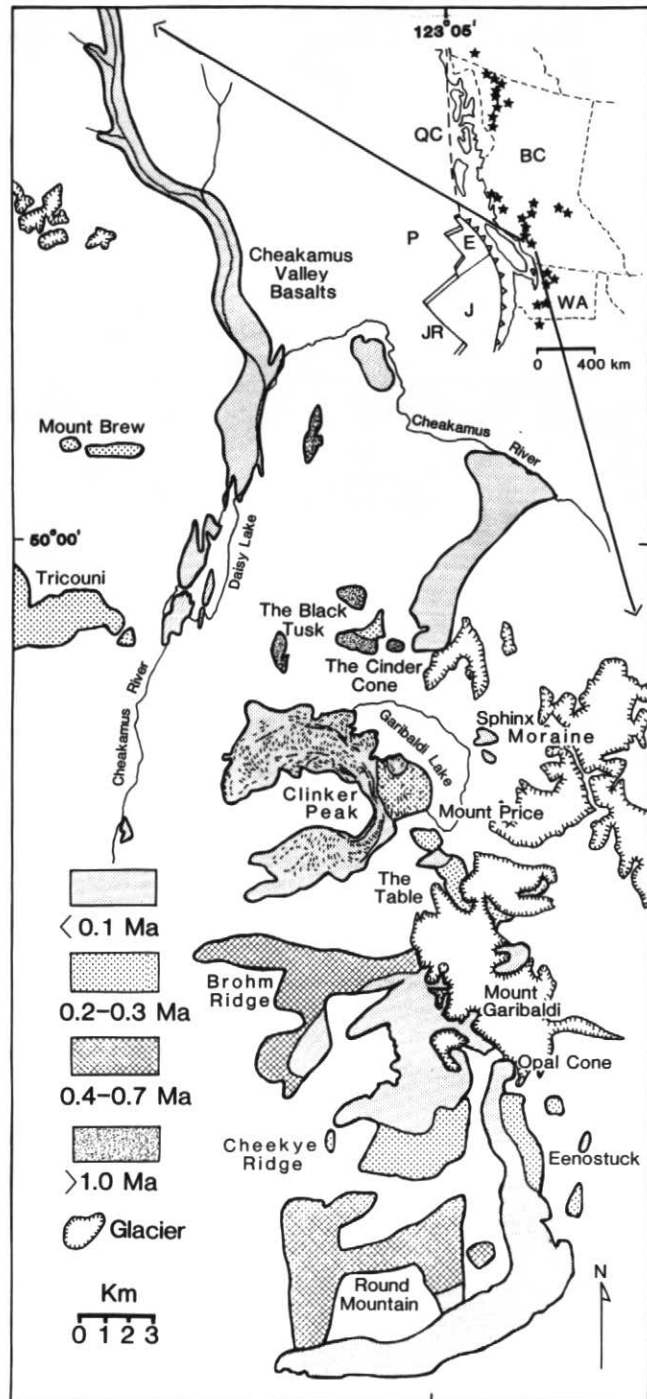 123°05'
QC
BC
P
E
J
JR
WA
0 400 km
Cheakamus
Valley
Basalts
Cheakamus
River
Mount Brew
50°00'
Daisy Lake
Tricouni
The Black
Tusk
The Cinder
Cone
Cheakamus River
Garibaldi Lake
Sphinx
Moraine
Clinker
Peak
Mount Price
The
Table
< 0.1 Ma
0.2–0.3 Ma
0.4–0.7 Ma
>1.0 Ma
Glacier
Brohm
Ridge
Mount
Garibaldi
Opal Cone
Cheekye
Ridge
Eenostuck
Round
Mountain
N
Km
0 1 2 3